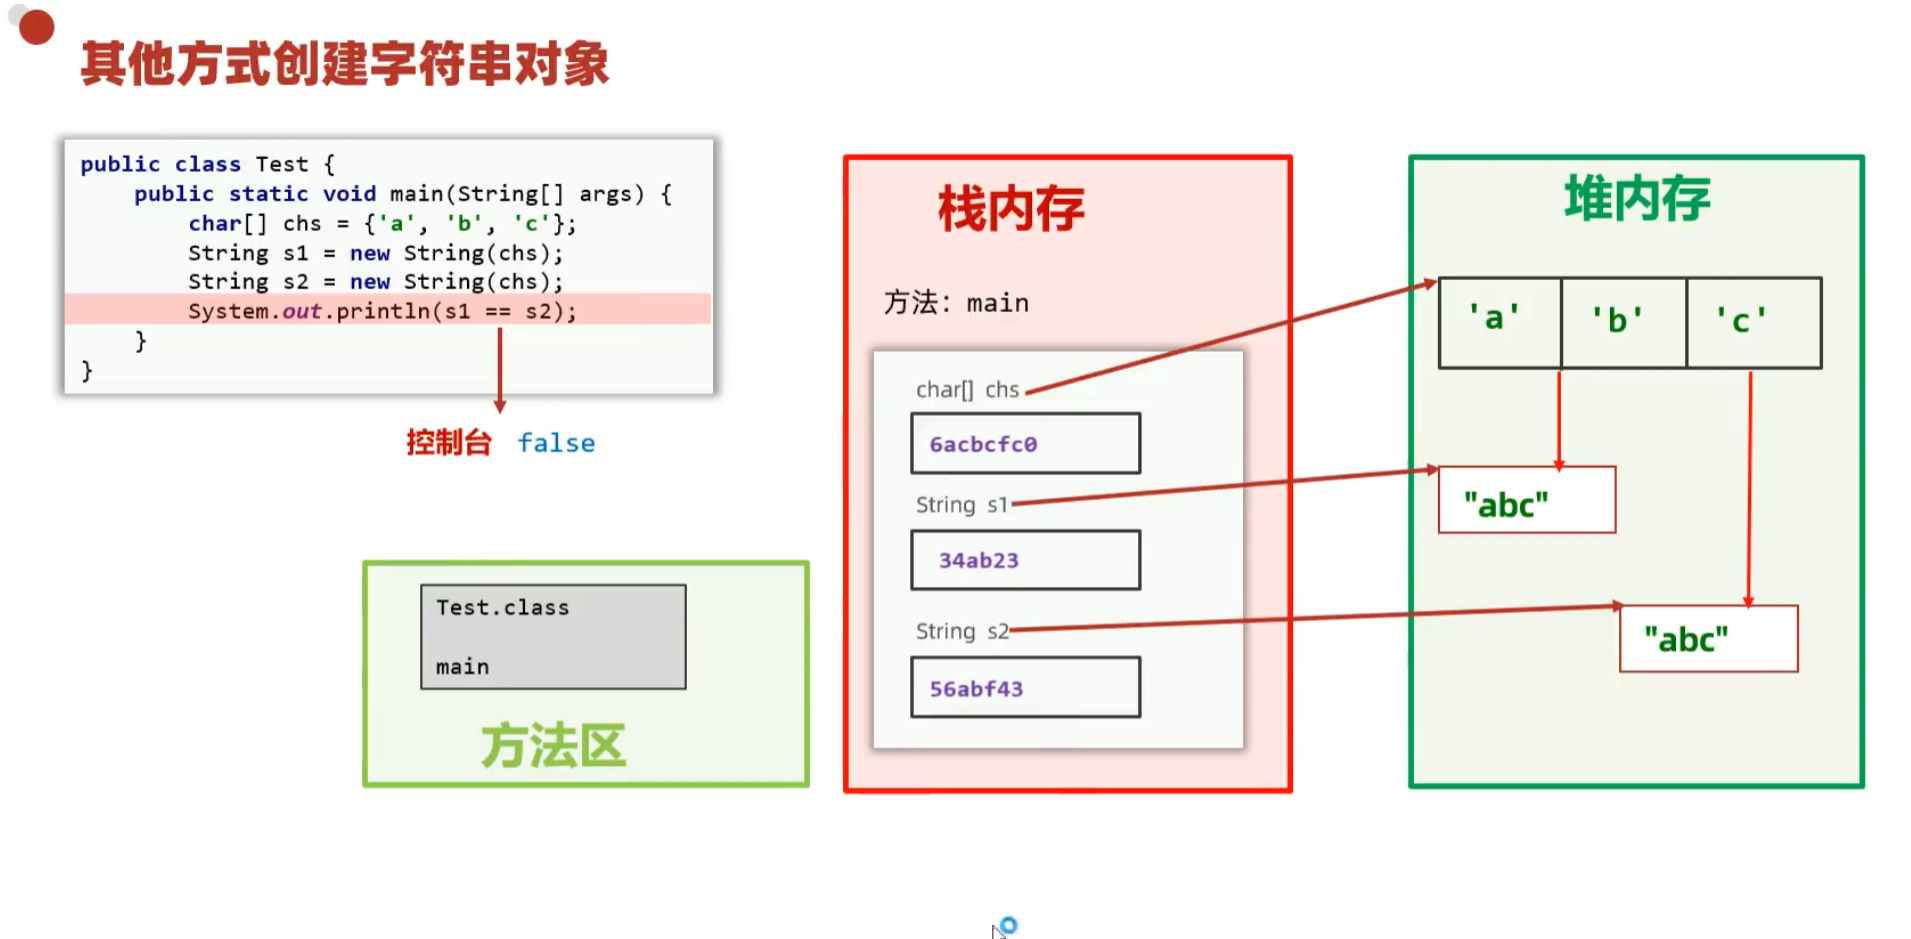 其他方式创建字符串对象
public class Test {
public static void main(String[] args) {
char[] chs = {'a', 'b', 'c'};
String s1 = new String(chs);
String s2 = new String(chs);
System.out.println(s1 == s2);
}
}
控制台 false
Test.class
main
方法区
栈内存
方法：main
char[] chs
6acbcfc0
String s1
34ab23
String s2
56abf43
堆内存
'a' 'b' 'c'
"abc"
"abc"